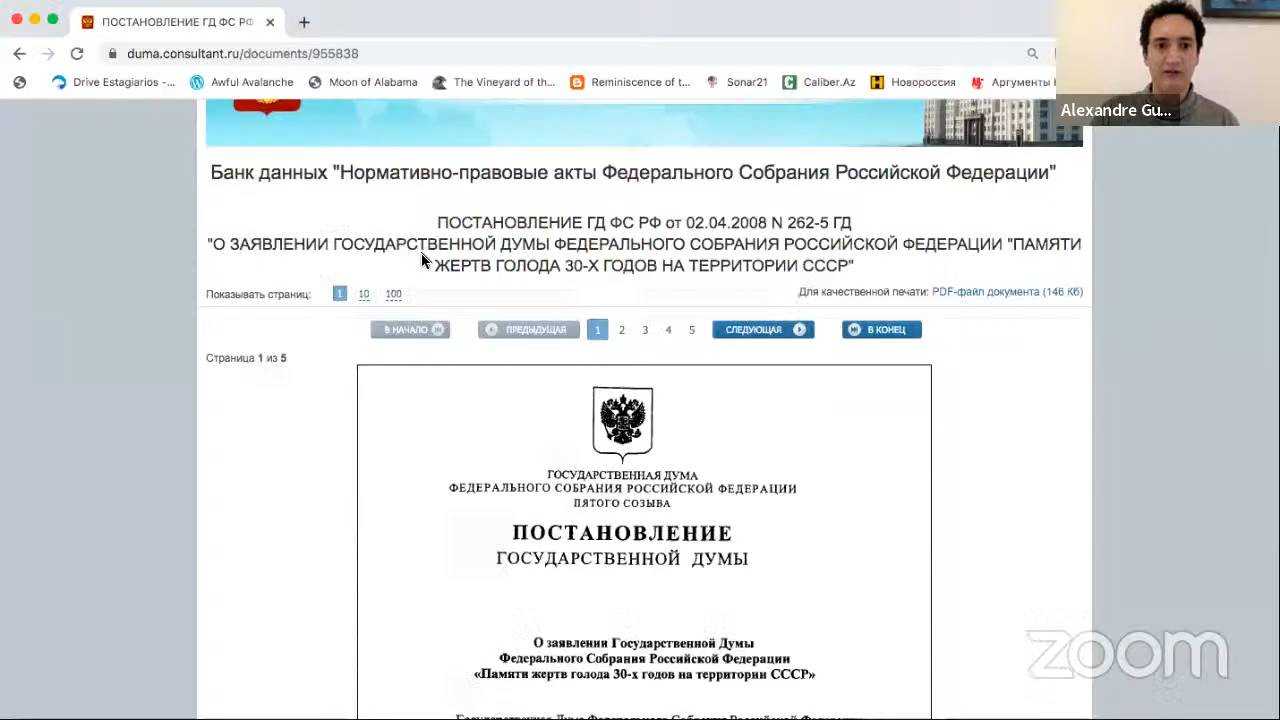 ПОСТАНОВЛЕНИЕ ГД ФС РФ
duma.consultant.ru/documents/955838
Drive Estagiarios -... Awful Avalanche Moon of Alabama The Vineyard of th... Reminiscence of t... Sonar21 Caliber.Az Новороссия Аргументы
Alexandre Gu...
Банк данных "Нормативно-правовые акты Федерального Собрания Российской Федерации"
ПОСТАНОВЛЕНИЕ ГД ФС РФ от 02.04.2008 N 262-5 ГД
"О ЗАЯВЛЕНИИ ГОСУДАРСТВЕННОЙ ДУМЫ ФЕДЕРАЛЬНОГО СОБРАНИЯ РОССИЙСКОЙ ФЕДЕРАЦИИ "ПАМЯТИ
ЖЕРТВ ГОЛОДА 30-Х ГОДОВ НА ТЕРРИТОРИИ СССР"
Показывать страниц: 1 10 100
Для качественной печати: PDF-файл документа (146 Кб)
В НАЧАЛО ПРЕДЫДУЩАЯ 1 2 3 4 5 СЛЕДУЮЩАЯ В КОНЕЦ
Страница 1 из 5
ГОСУДАРСТВЕННАЯ ДУМА
ФЕДЕРАЛЬНОГО СОБРАНИЯ РОССИЙСКОЙ ФЕДЕРАЦИИ
ПЯТОГО СОЗЫВА
ПОСТАНОВЛЕНИЕ
ГОСУДАРСТВЕННОЙ ДУМЫ
О заявлении Государственной Думы
Федерального Собрания Российской Федерации
«Памяти жертв голода 30-х годов на территории СССР»
zoom